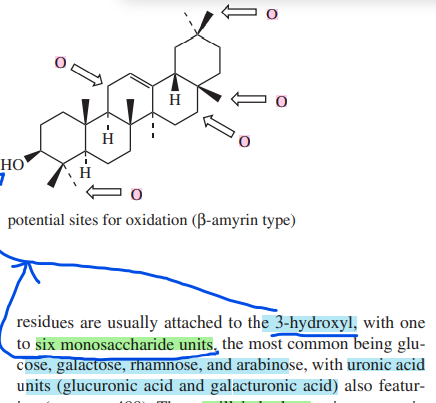 O
O
H
O
H
O
HO
H
O
potential sites for oxidation (β-amyrin type)
residues are usually attached to the 3-hydroxyl, with one
to six monosaccharide units, the most common being glu-
cose, galactose, rhamnose, and arabinose, with uronic acid
units (glucuronic acid and galacturonic acid) also featur-